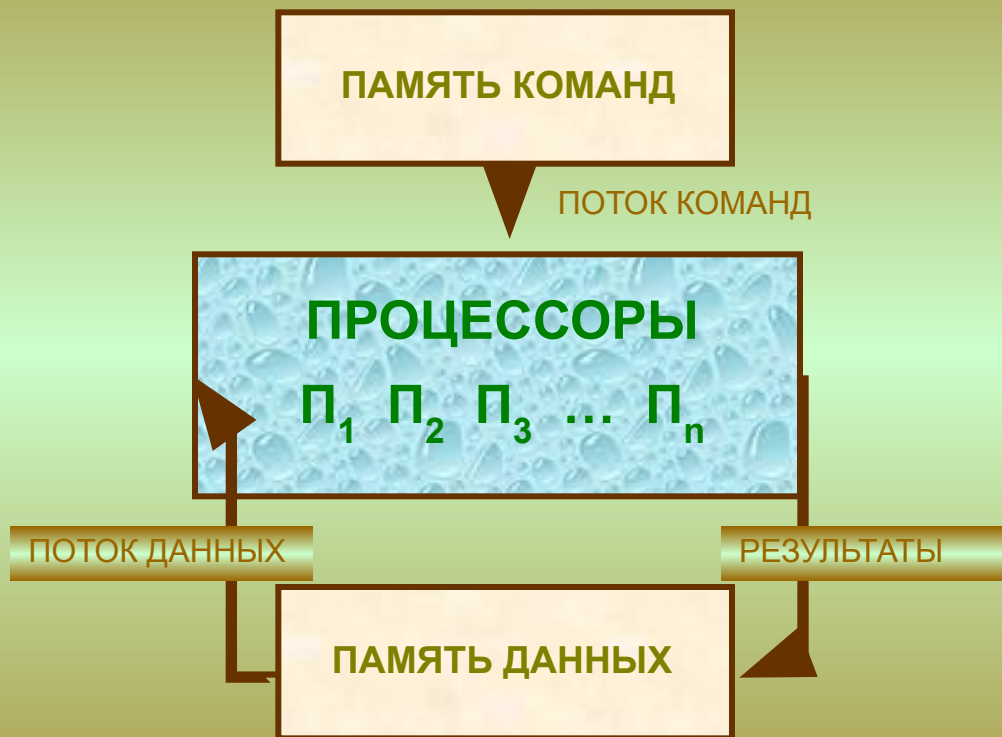 ПАМЯТЬ КОМАНД
ПОТОК КОМАНД
ПРОЦЕССОРЫ
П1 П2 П3 ... Пn
ПОТОК ДАННЫХ
РЕЗУЛЬТАТЫ
ПАМЯТЬ ДАННЫХ